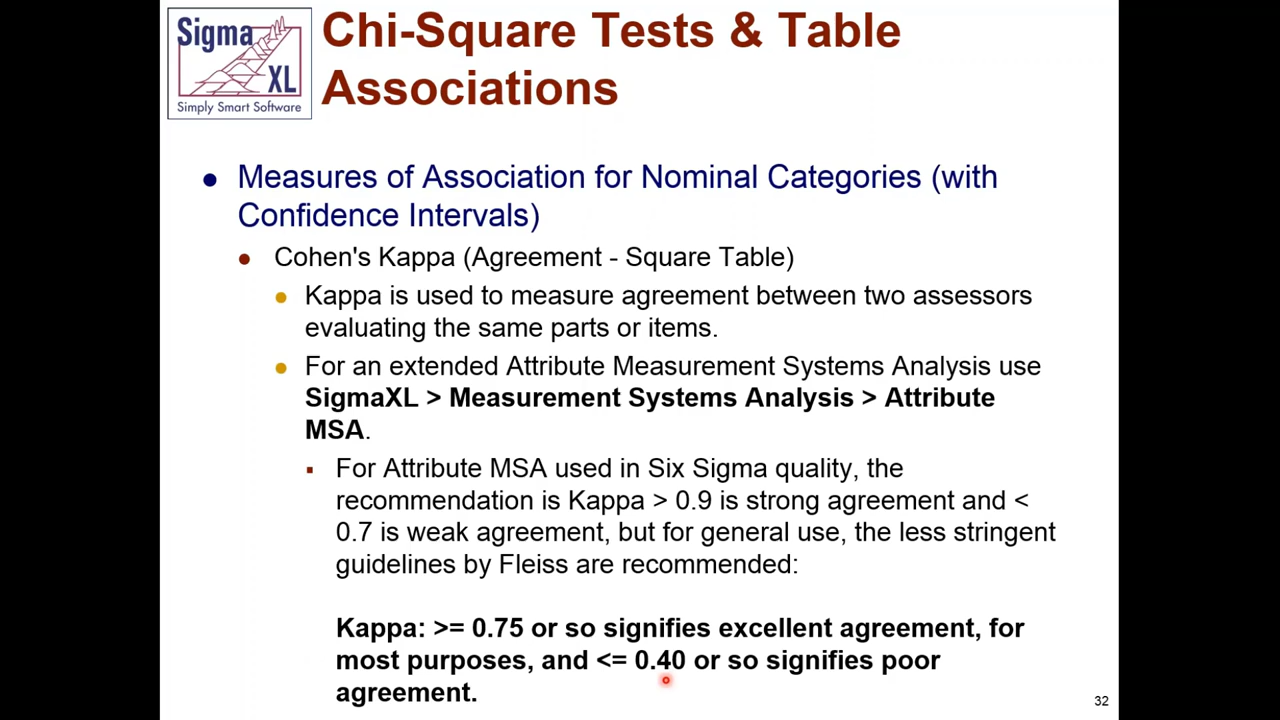 Sigma
XL
Simply Smart Software
Chi-Square Tests & Table
Associations
Measures of Association for Nominal Categories (with
Confidence Intervals)
Cohen's Kappa (Agreement - Square Table)
Kappa is used to measure agreement between two assessors
evaluating the same parts or items.
For an extended Attribute Measurement Systems Analysis use
SigmaXL > Measurement Systems Analysis > Attribute
MSA.
For Attribute MSA used in Six Sigma quality, the
recommendation is Kappa > 0.9 is strong agreement and <
0.7 is weak agreement, but for general use, the less stringent
guidelines by Fleiss are recommended:
Kappa: >= 0.75 or so signifies excellent agreement, for
most purposes, and <= 0.40 or so signifies poor
agreement.
32